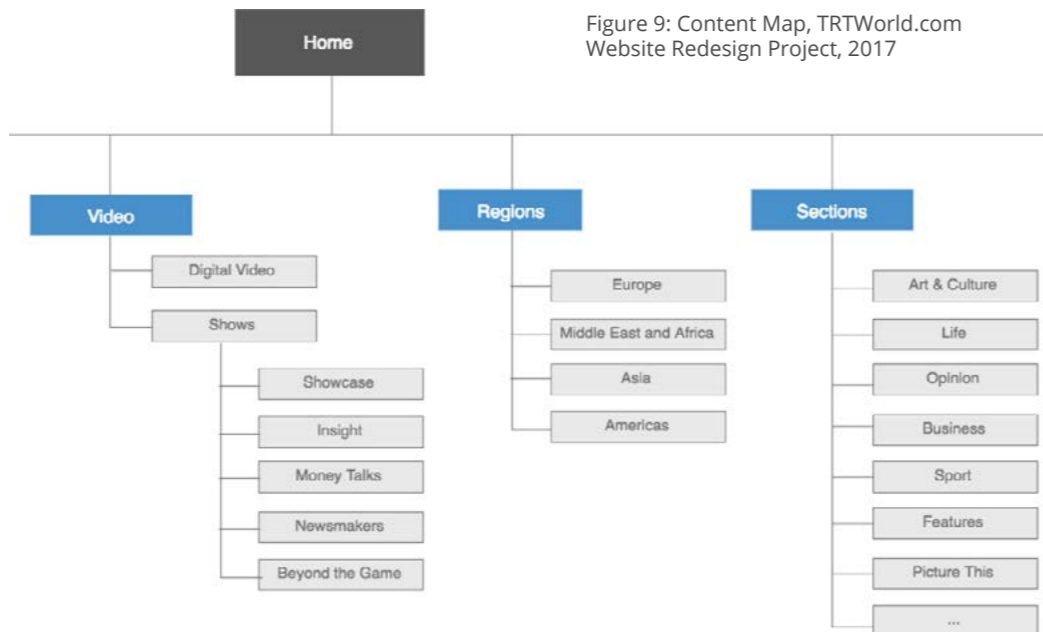 Home
Figure 9: Content Map, TRTWorld.com
Website Redesign Project, 2017
Video
Digital Video
Shows
Showcase
Insight
Money Talks
Newsmakers
Beyond the Game
Regions
Europe
Middle East and Africa
Asia
Americas
Sections
Art & Culture
Life
Opinion
Business
Sport
Features
Picture This
...